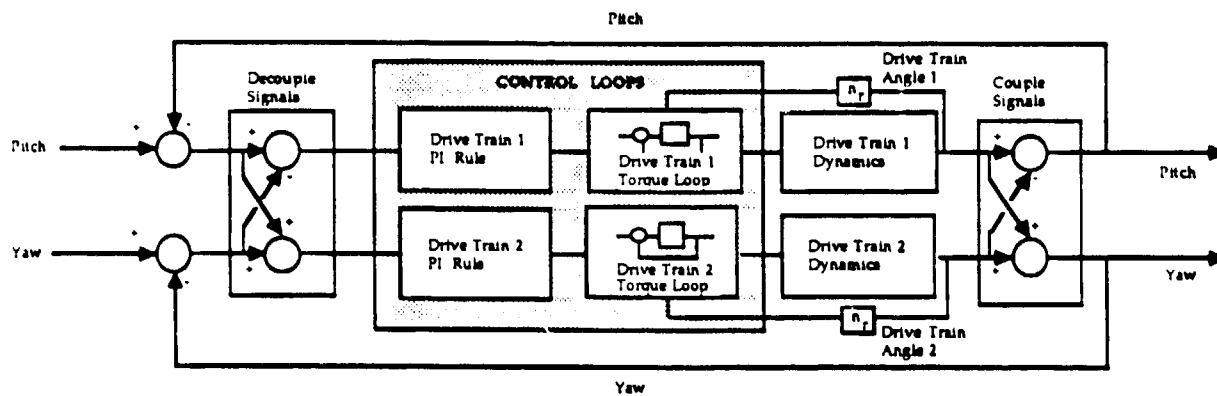 Pitch
Drive Train
Angle 1
Decouple
Signals
CONTROL LOOPS
n_r
Couple
Signals
+
-
+
+
Pitch
-
Drive Train 1
PI Rule
Drive Train 1
Torque Loop
Drive Train 1
Dynamics
-
Pitch
+
+
+
Yaw
+
-
Drive Train 2
PI Rule
Drive Train 2
Torque Loop
Drive Train 2
Dynamics
+
Yaw
n_r
Drive Train
Angle 2
Yaw